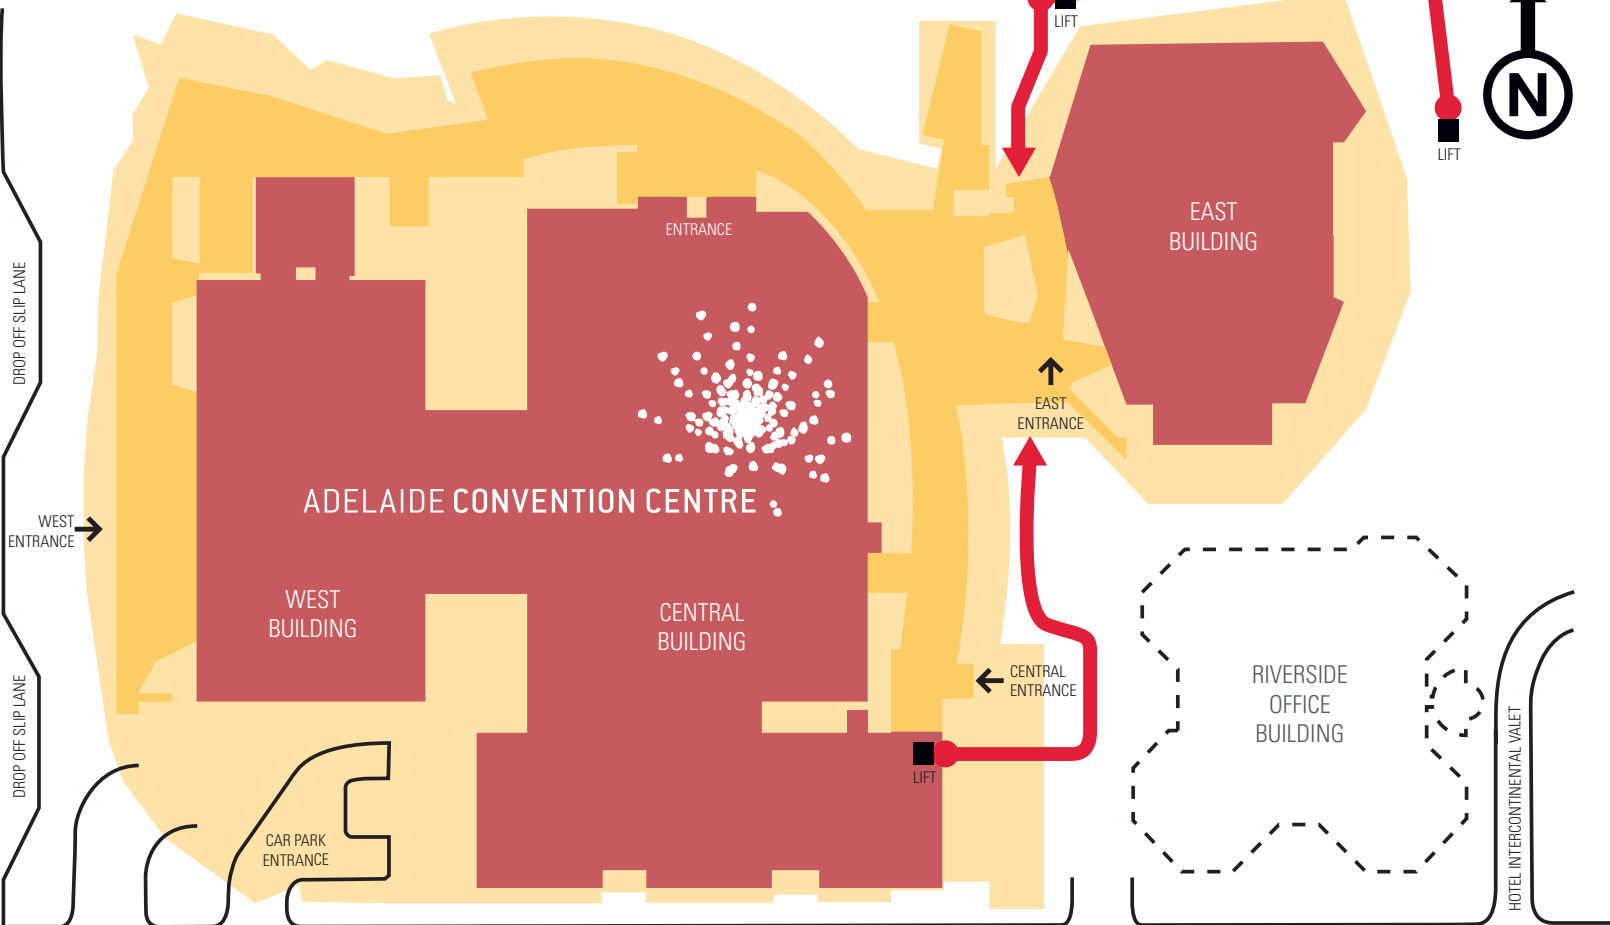 LIFT
N
LIFT
EAST
BUILDING
ENTRANCE
DROP OFF SLIP LANE
EAST
ENTRANCE
ADELAIDE CONVENTION CENTRE
WEST
ENTRANCE
WEST
BUILDING
CENTRAL
BUILDING
CENTRAL
ENTRANCE
RIVERSIDE
OFFICE
BUILDING
DROP OFF SLIP LANE
LIFT
HOTEL INTERCONTINENTAL VALET
CAR PARK
ENTRANCE